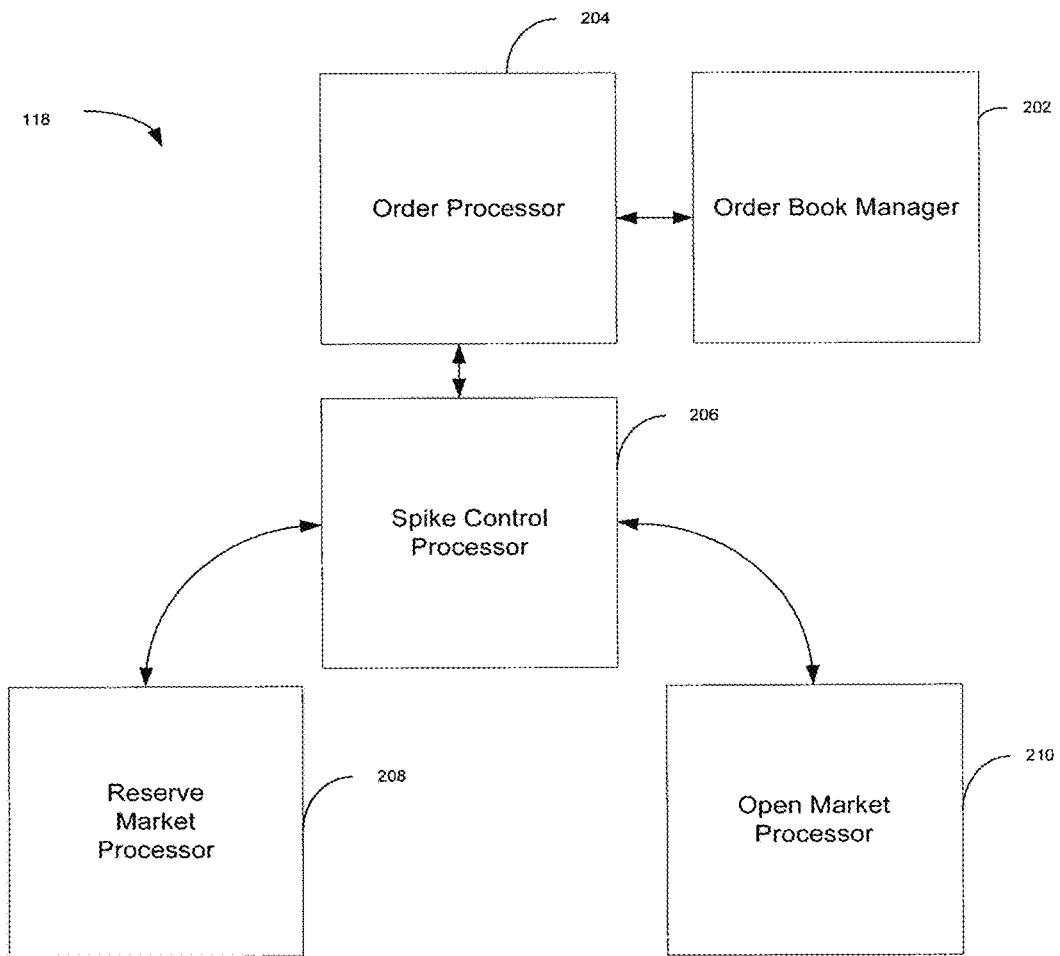 204
118
202
Order Processor
Order Book Manager
206
Spike Control
Processor
208
210
Reserve
Market
Processor
Open Market
Processor